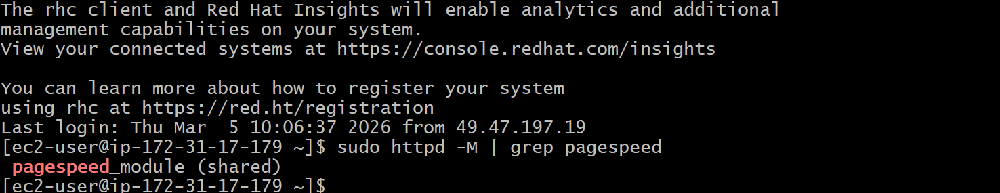 The rhc client and Red Hat Insights will enable analytics and additional
management capabilities on your system.
View your connected systems at https://console.redhat.com/insights
You can learn more about how to register your system
using rhc at https://red.ht/registration
Last login: Thu Mar  5 10:06:37 2026 from 49.47.197.19
[ec2-user@ip-172-31-17-179 ~]$ sudo httpd -M | grep pagespeed
 pagespeed_module (shared)
[ec2-user@ip-172-31-17-179 ~]$